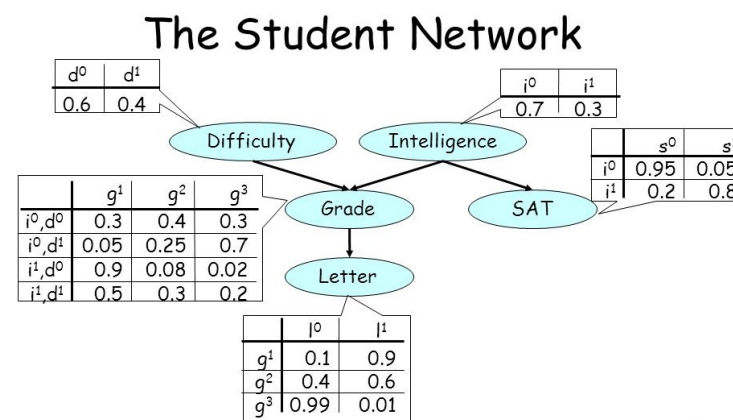 The Student Network
d⁰ d¹
0.6 0.4
i⁰ i¹
0.7 0.3
Difficulty
Intelligence
s⁰ s
i⁰ 0.95 0.05
i¹ 0.2 0.8
g¹ g² g³
i⁰,d⁰ 0.3 0.4 0.3
i⁰,d¹ 0.05 0.25 0.7
i¹,d⁰ 0.9 0.08 0.02
i¹,d¹ 0.5 0.3 0.2
Grade
SAT
Letter
l⁰ l¹
g¹ 0.1 0.9
g² 0.4 0.6
g³ 0.99 0.01